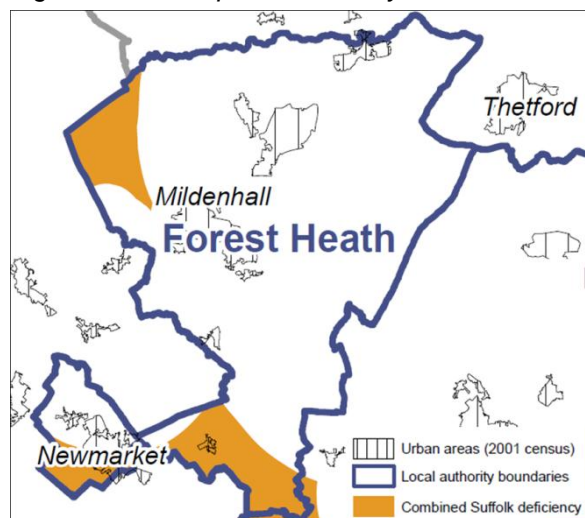 Thetford
Mildenhall
Forest Heath
Newmarket
Urban areas (2001 census)
Local authority boundaries
Combined Suffolk deficiency